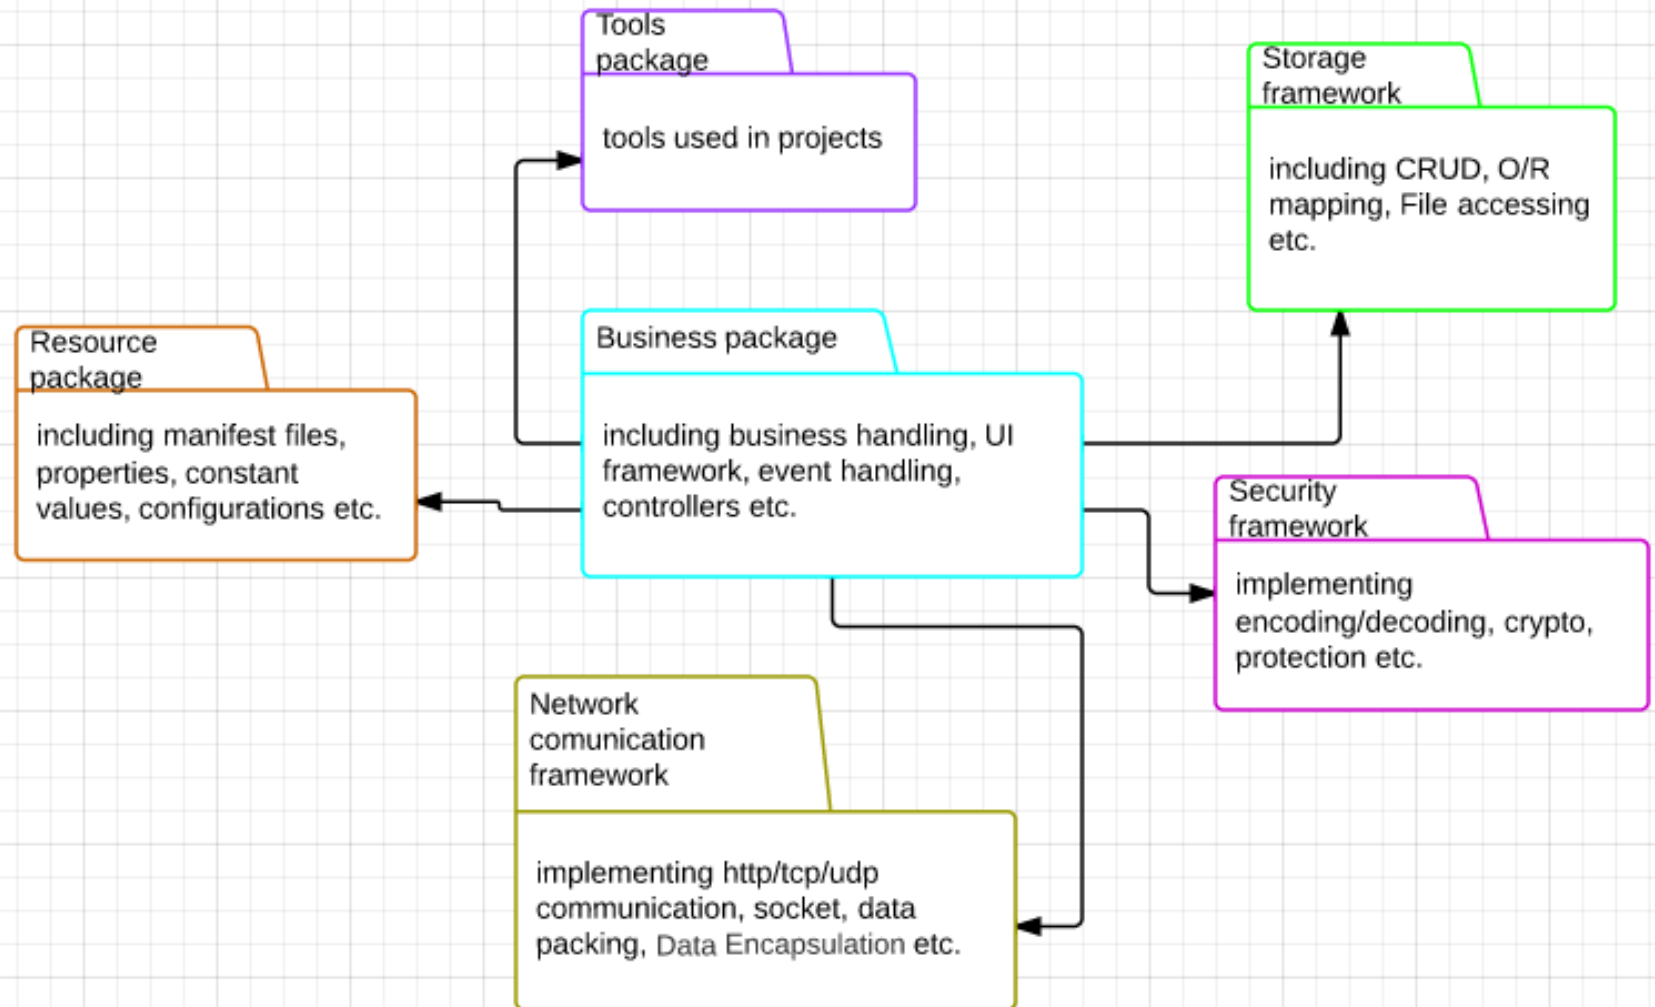 Tools
package
tools used in projects
Storage
framework
including CRUD, O/R
mapping, File accessing
etc.
Resource
package
including manifest files,
properties, constant
values, configurations etc.
Business package
including business handling, UI
framework, event handling,
controllers etc.
Security
framework
implementing
encoding/decoding, crypto,
protection etc.
Network
comunication
framework
implementing http/tcp/udp
communication, socket, data
packing, Data Encapsulation etc.